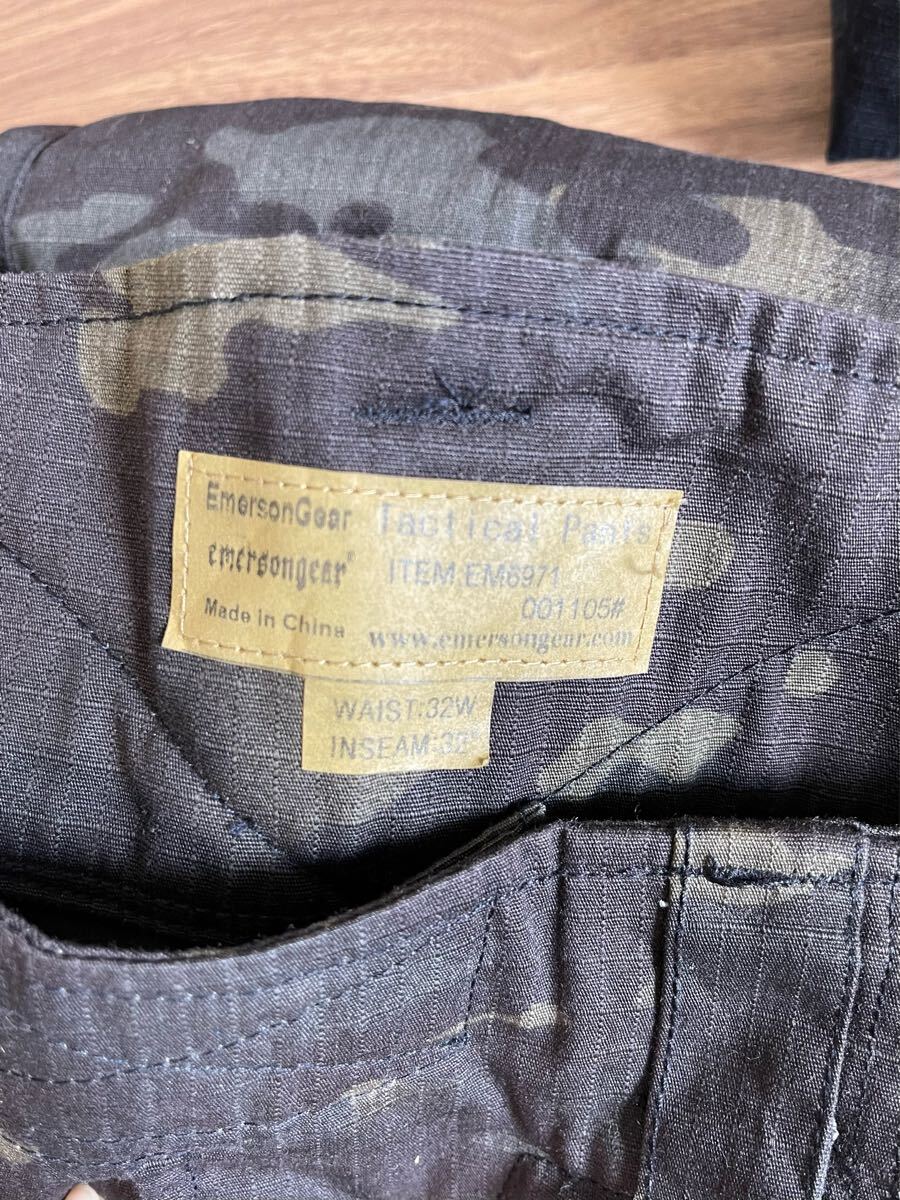 EmersonGear Tactical Pants
emersongear® ITEM:EM6971
001105#
Made in China www.emersongear.com
WAIST:32W
INSEAM:32"